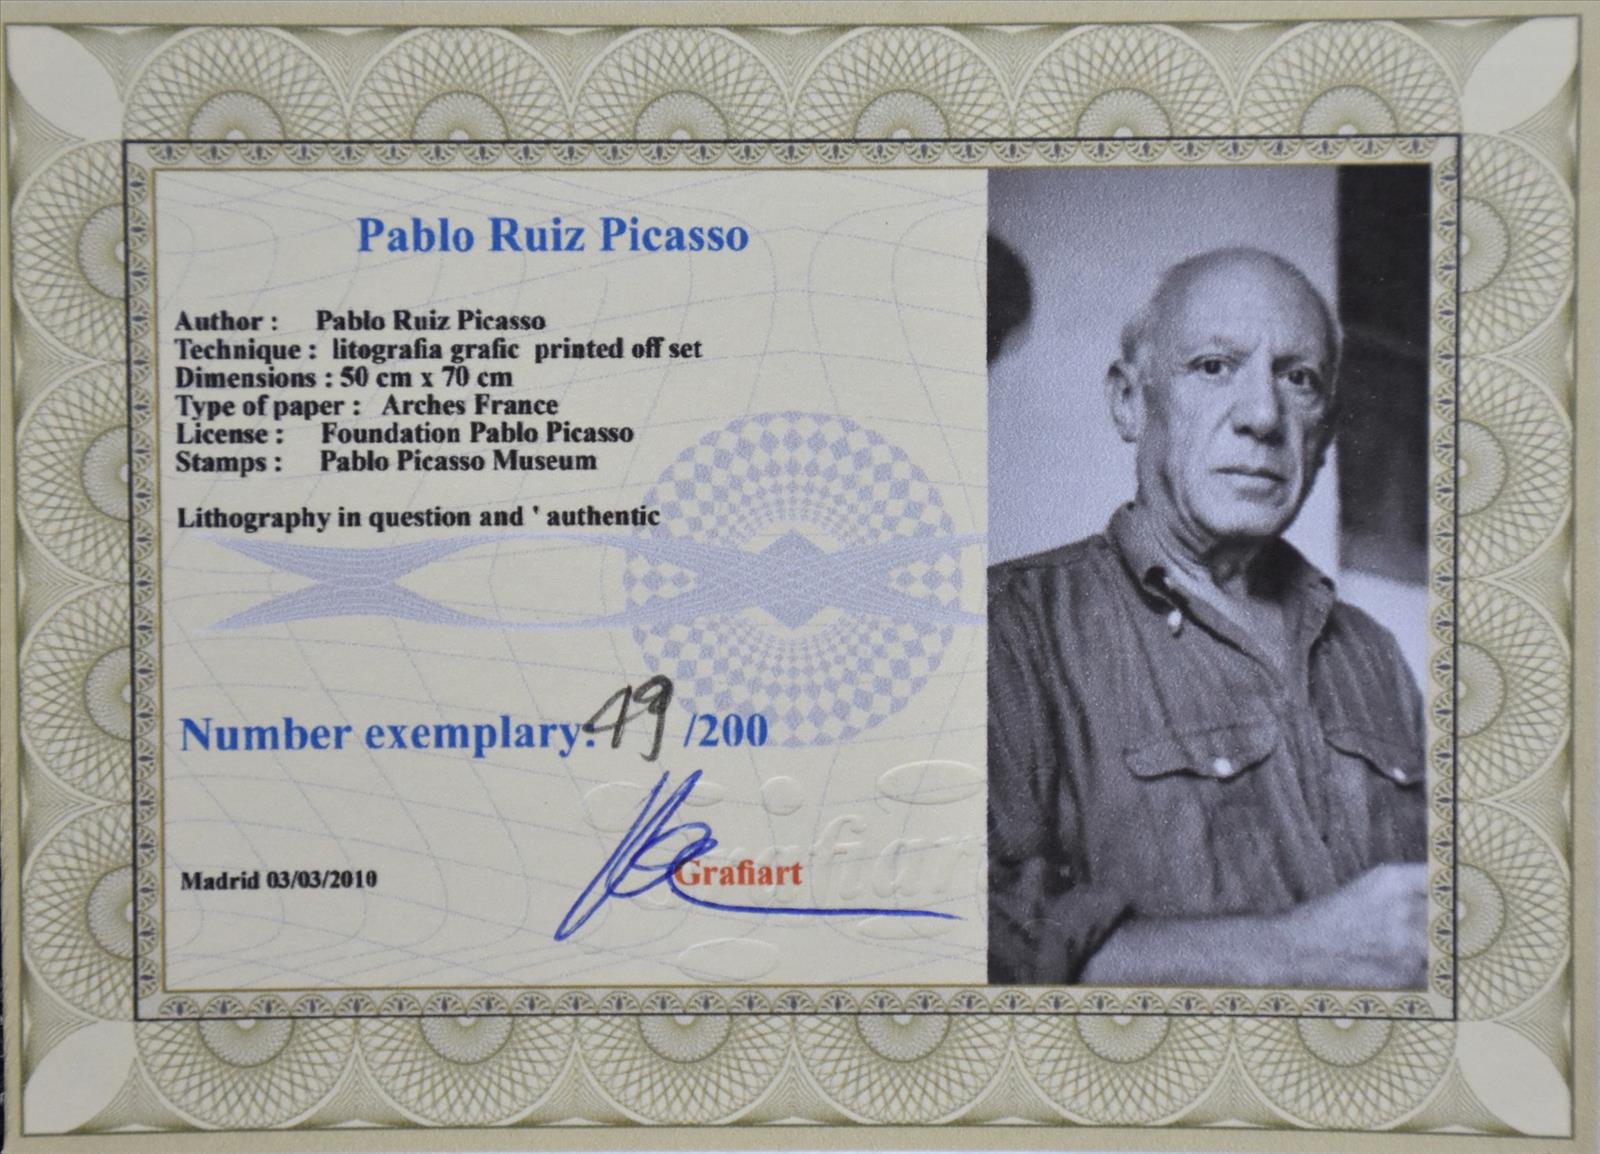 Pablo Ruiz Picasso
Author : Pablo Ruiz Picasso
Technique : litografia grafic printed off set
Dimensions : 50 cm x 70 cm
Type of paper : Arches France
License : Foundation Pablo Picasso
Stamps : Pablo Picasso Museum
Lithography in question and ' authentic
Number exemplary: 49 /200
Madrid 03/03/2010
Grafiart